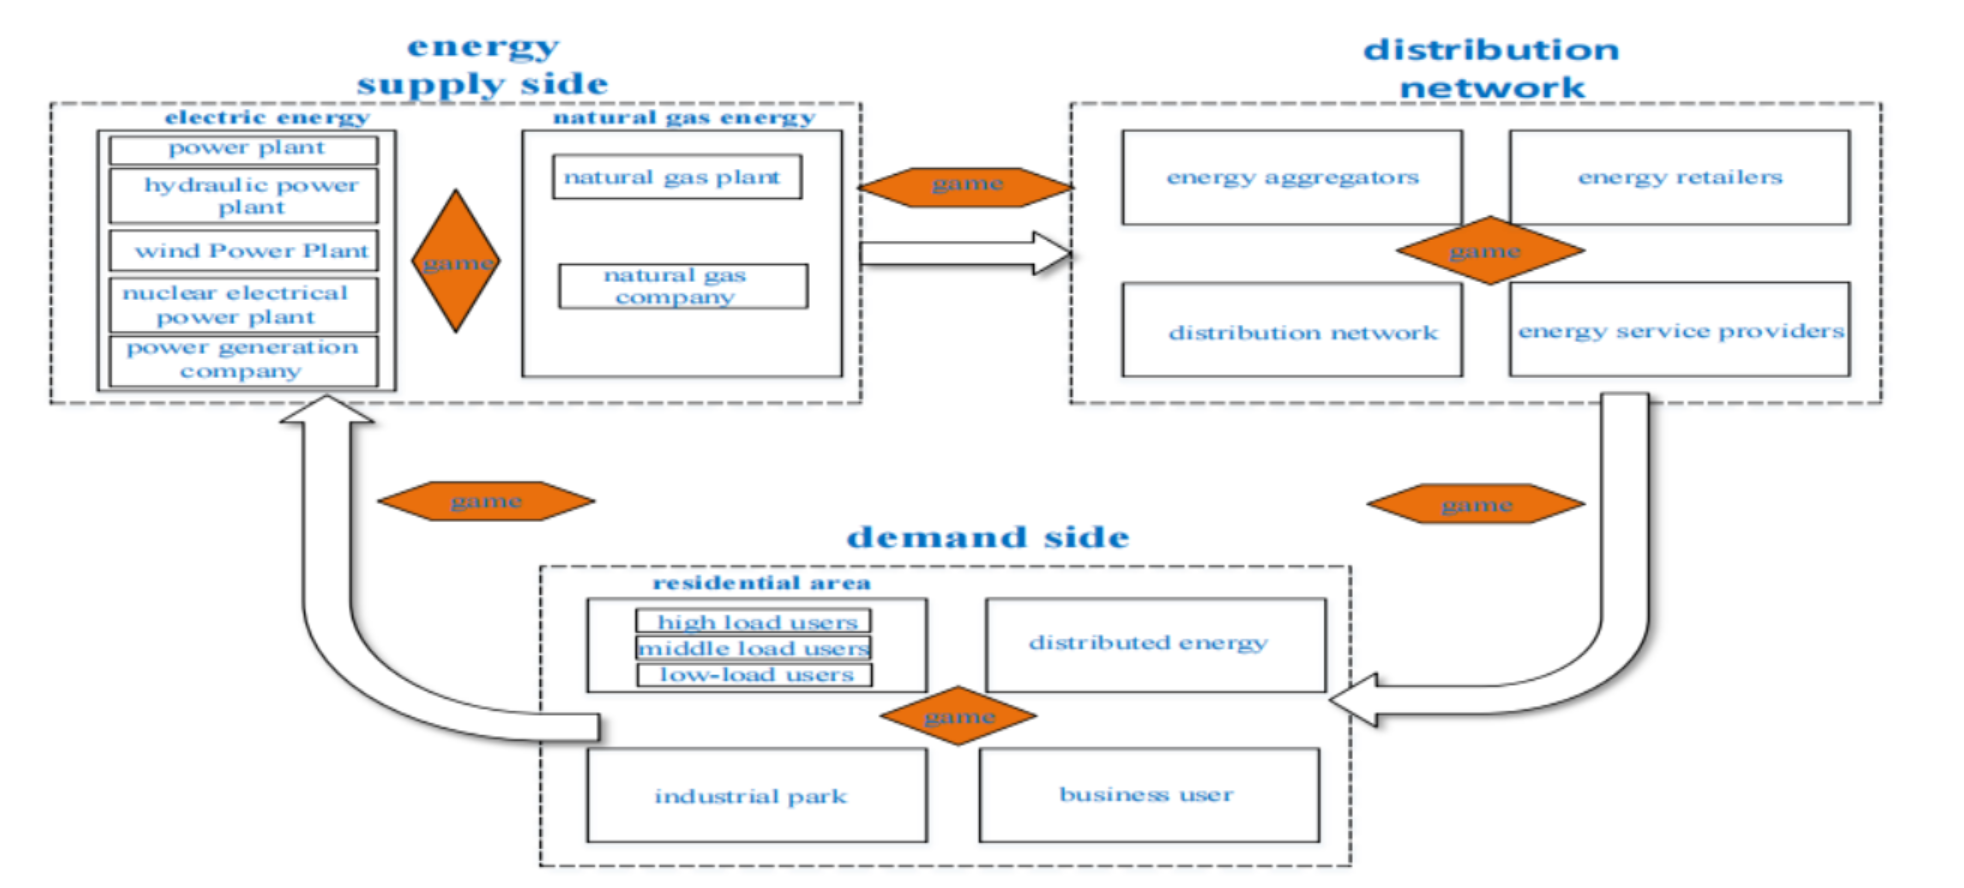 energy
supply side
electric energy
power plant
hydraulic power
plant
wind Power Plant
nuclear electrical
power plant
power generation
company
game
natural gas energy
natural gas plant
natural gas
company
game
distribution
network
energy aggregators
energy retailers
game
distribution network
energy service providers
game
game
demand side
residential area
high load users
middle load users
low-load users
distributed energy
game
industrial park
business user